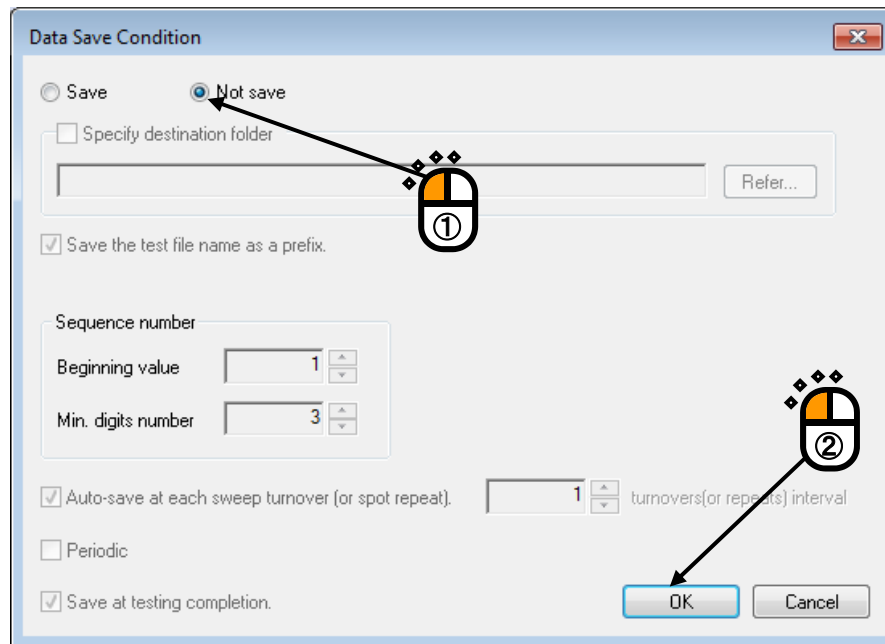 Data Save Condition
Save Not save
Specify destination folder
Refer...
①
Save the test file name as a prefix.
Sequence number
Beginning value 1
Min. digits number 3
②
Auto-save at each sweep turnover (or spot repeat). 1 turnovers(or repeats) interval
Periodic
Save at testing completion. OK Cancel